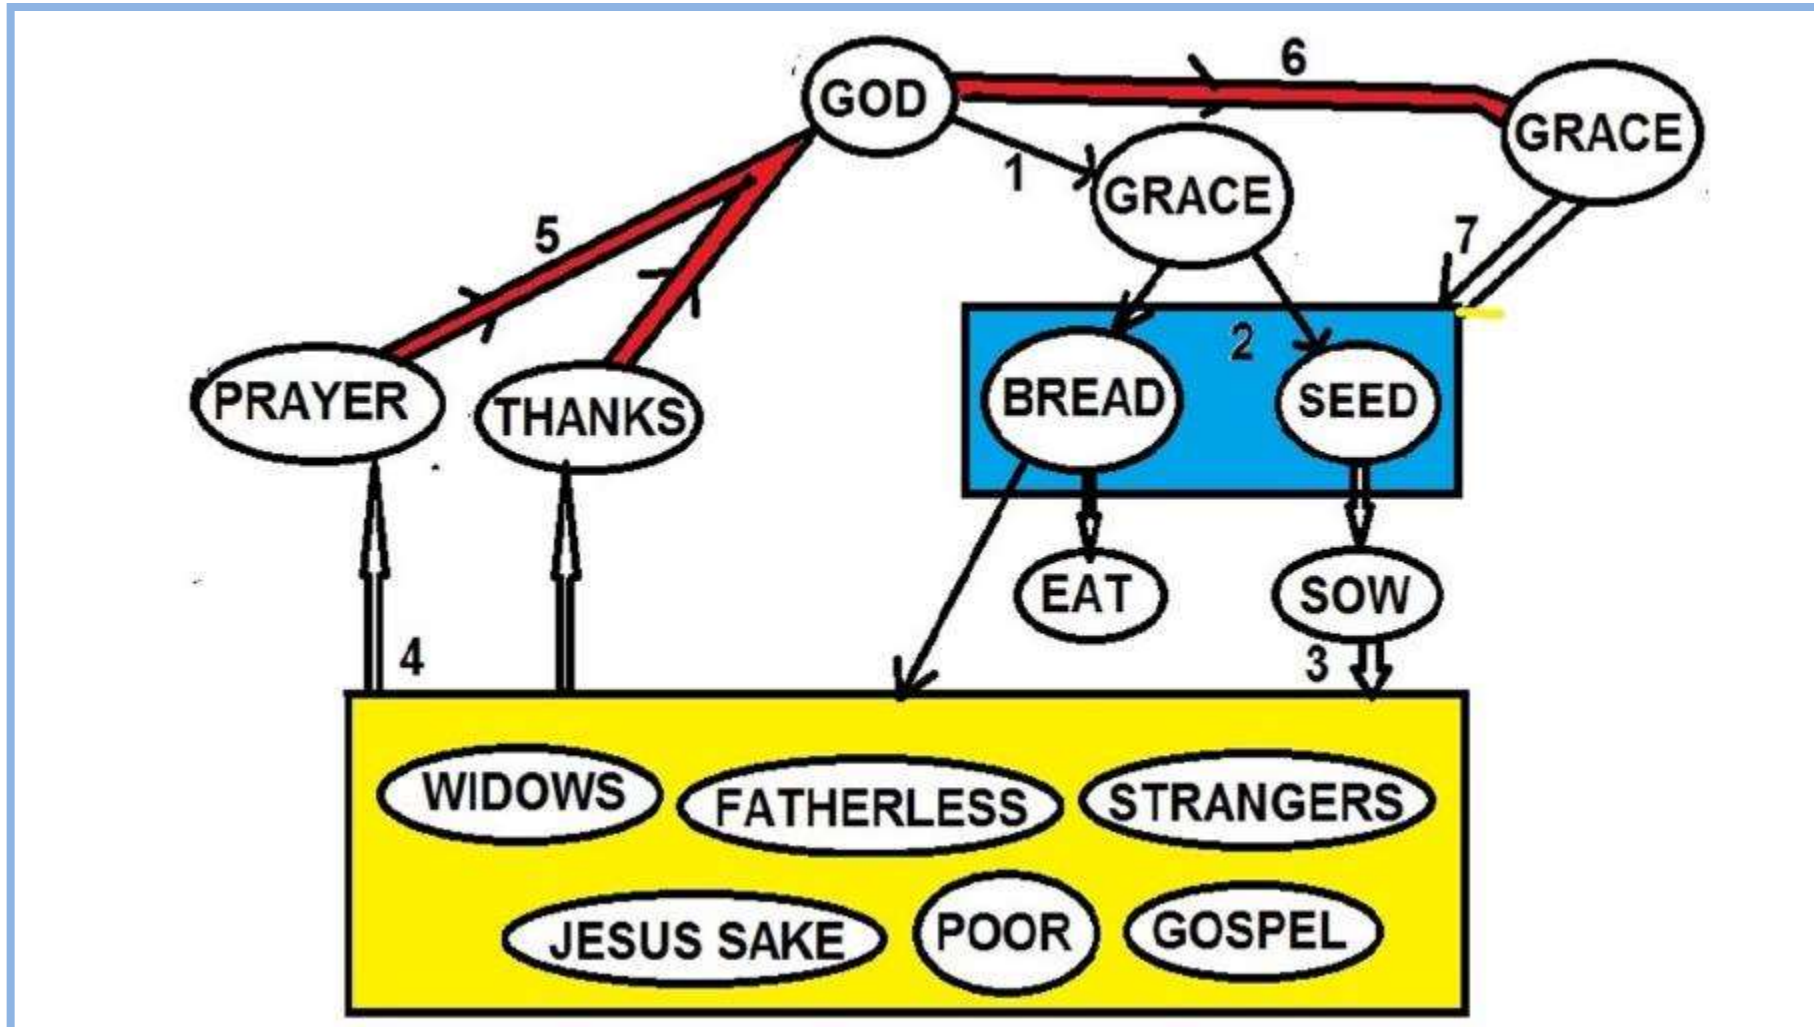 GOD
6
GRACE
1
GRACE
5
7
2
PRAYER
THANKS
BREAD
SEED
EAT
SOW
4
3
WIDOWS
FATHERLESS
STRANGERS
JESUS SAKE
POOR
GOSPEL